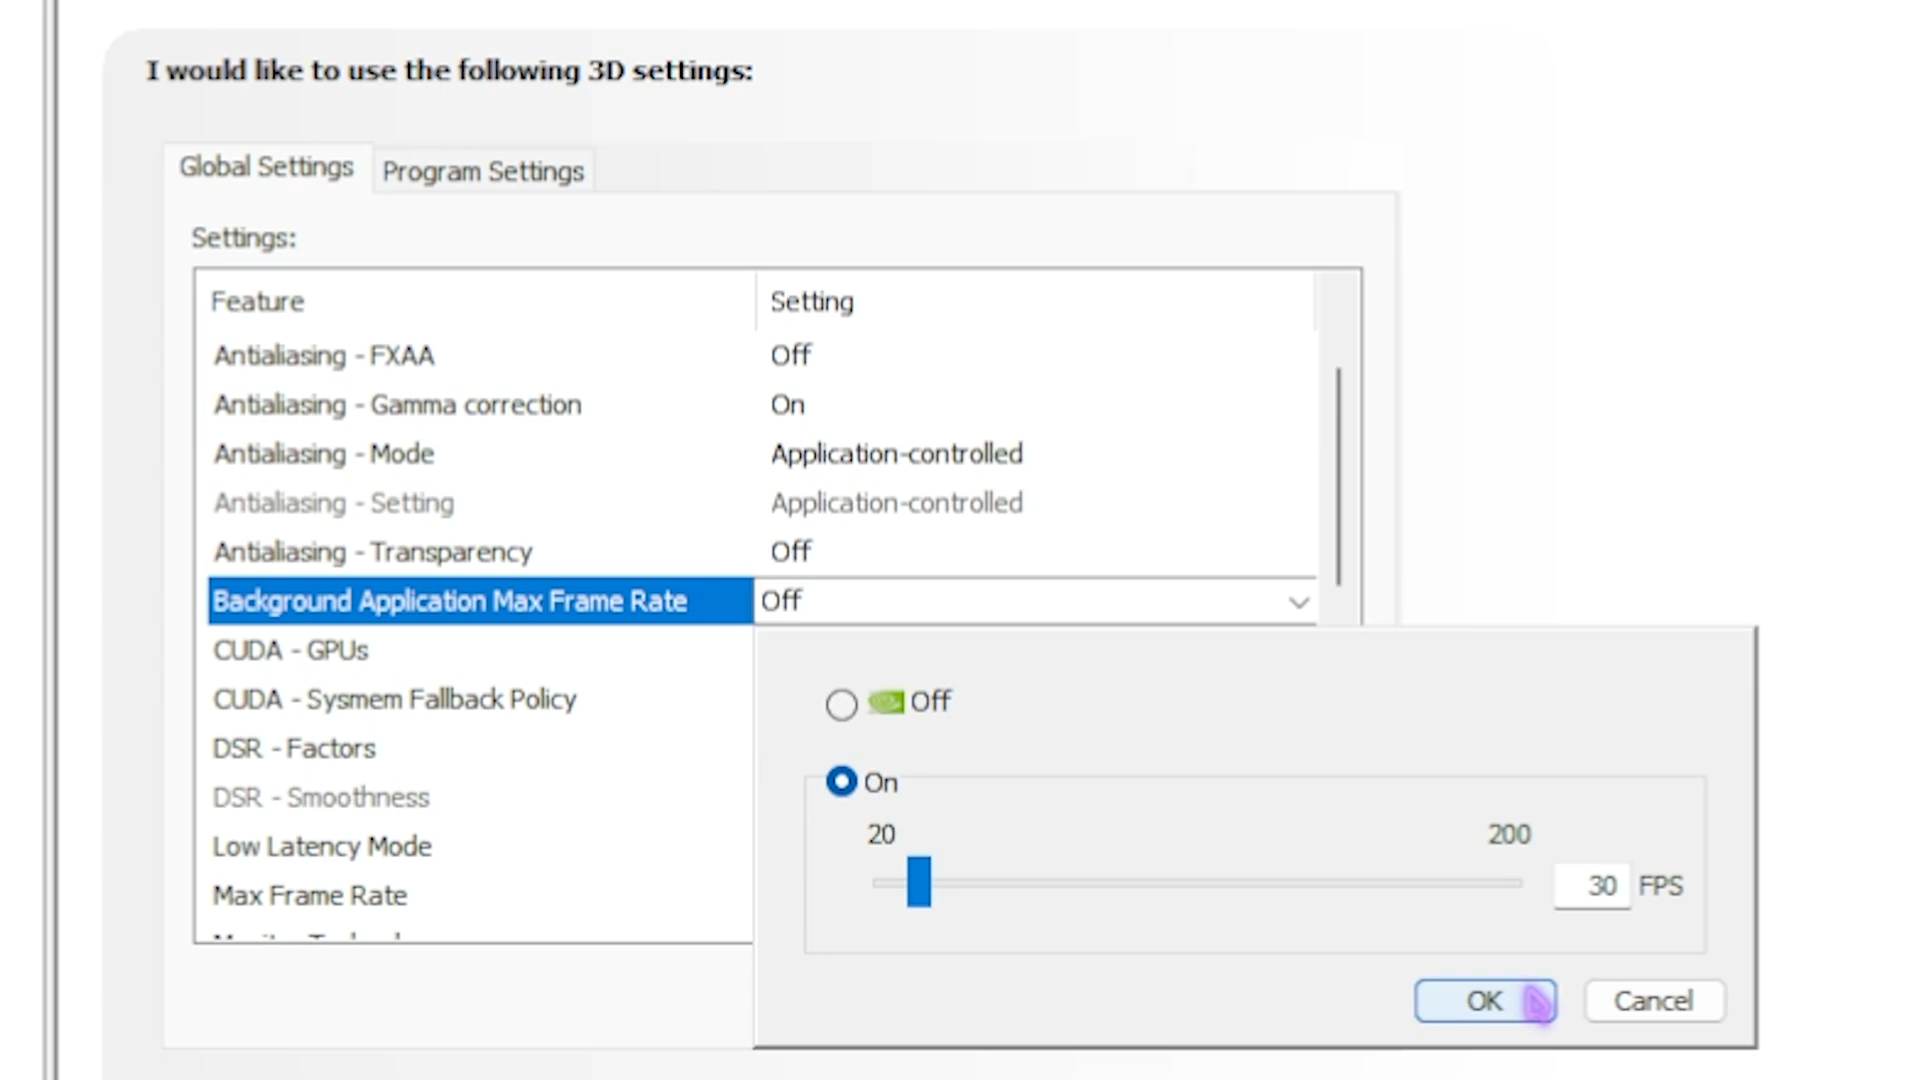 I would like to use the following 3D settings:
Global Settings
Program Settings
Settings:
Feature Setting
Antialiasing - FXAA Off
Antialiasing - Gamma correction On
Antialiasing - Mode Application-controlled
Antialiasing - Setting Application-controlled
Antialiasing - Transparency Off
Background Application Max Frame Rate Off
CUDA - GPUs
CUDA - Sysmem Fallback Policy
DSR - Factors
DSR - Smoothness
Low Latency Mode
Max Frame Rate
Off
On
20 200
30 FPS
OK Cancel